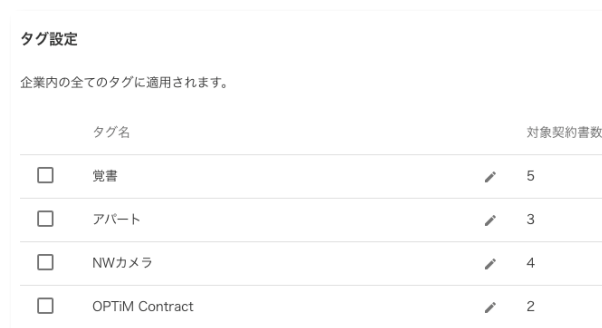 タグ設定
企業内の全てのタグに適用されます。
タグ名 対象契約書数
覚書 5
アパート 3
NWカメラ 4
OPTiM Contract 2